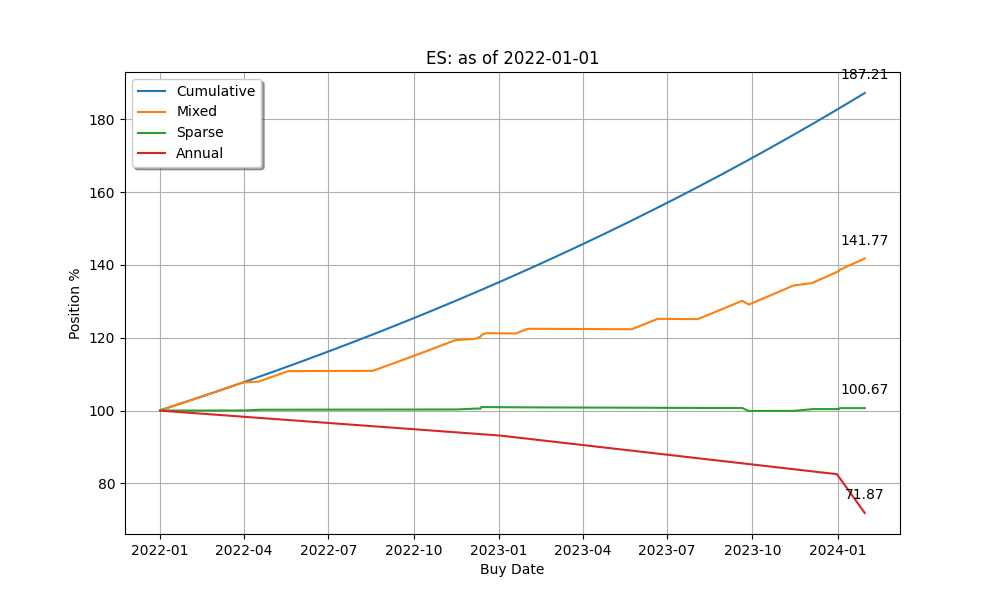 ES: as of 2022-01-01
187.21
Cumulative
Mixed
Sparse
Annual
180
160
141.77
140
120
100.67
100
80
71.87
Position %
2022-01 2022-04 2022-07 2022-10 2023-01 2023-04 2023-07 2023-10 2024-01
Buy Date